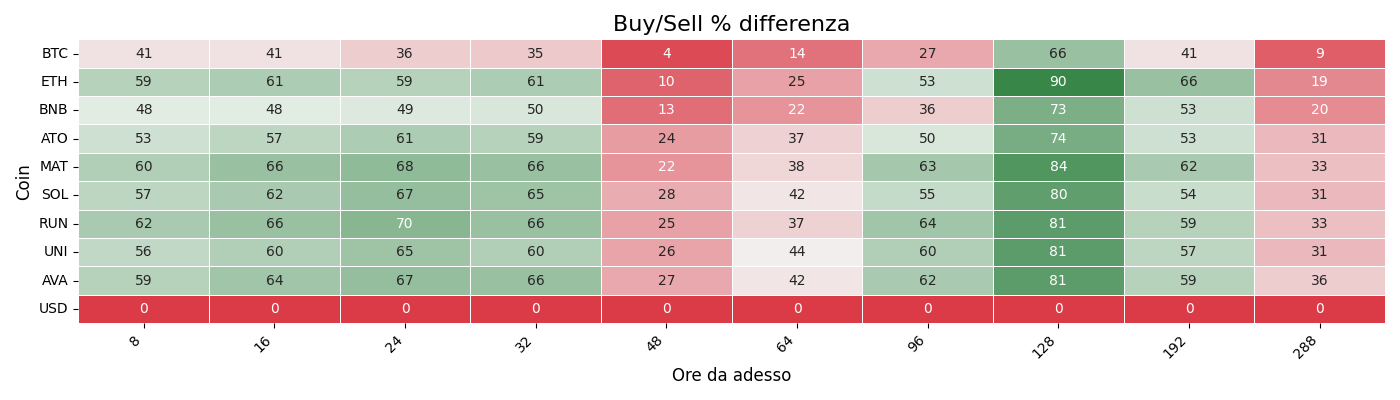 Buy/Sell % differenza
Coin
BTC 41 41 36 35 4 14 27 66 41 9
ETH 59 61 59 61 10 25 53 90 66 19
BNB 48 48 49 50 13 22 36 73 53 20
ATO 53 57 61 59 24 37 50 74 53 31
MAT 60 66 68 66 22 38 63 84 62 33
SOL 57 62 67 65 28 42 55 80 54 31
RUN 62 66 70 66 25 37 64 81 59 33
UNI 56 60 65 60 26 44 60 81 57 31
AVA 59 64 67 66 27 42 62 81 59 36
USD 0 0 0 0 0 0 0 0 0 0
8 16 24 32 48 64 96 128 192 288
Ore da adesso